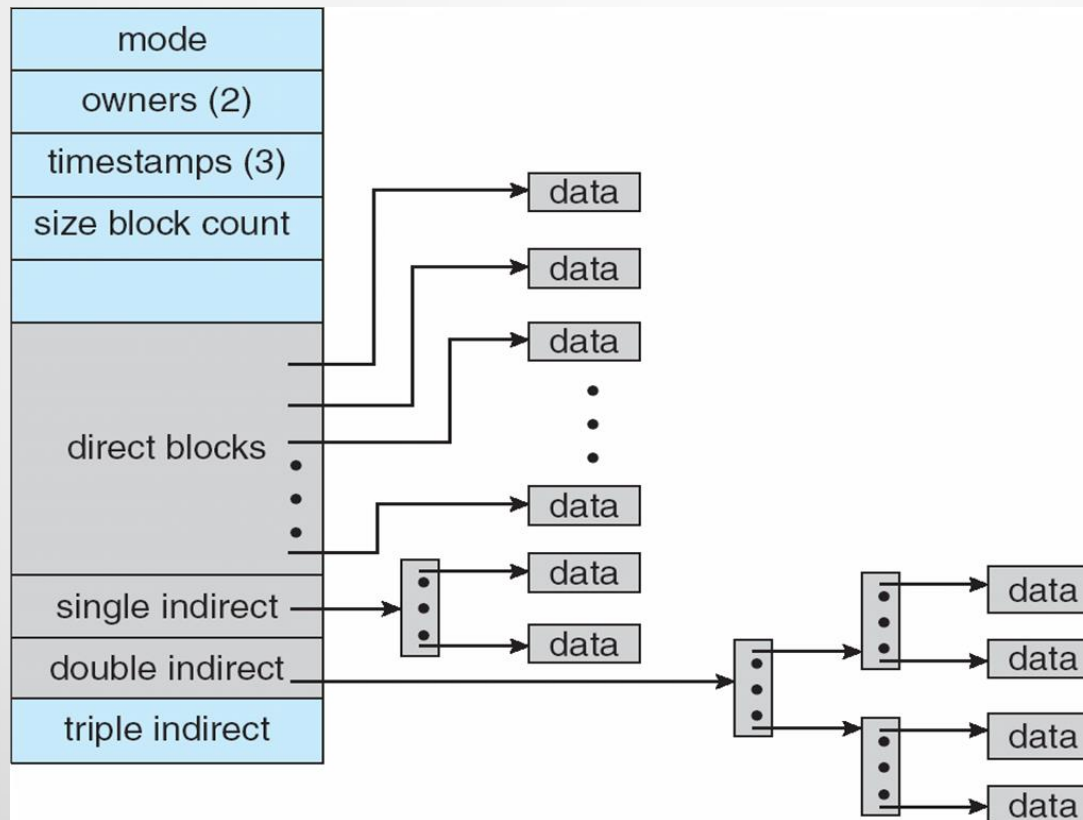 mode
owners (2)
timestamps (3)
size block count
direct blocks
single indirect
double indirect
triple indirect
data
data
data
data
data
data
data
data
data
data